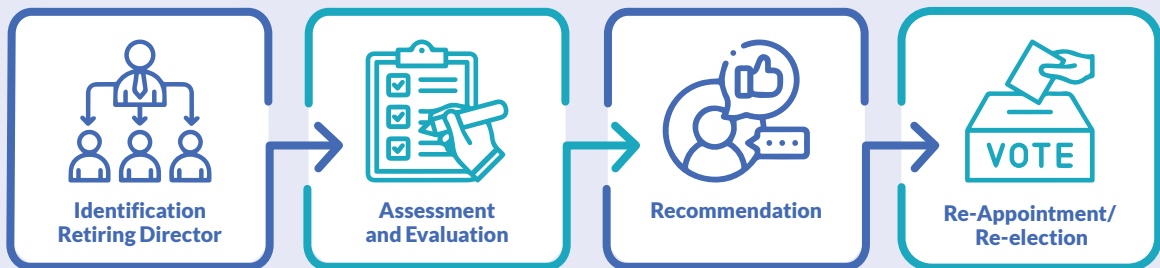 Identification
Retiring Director
Assessment
and Evaluation
Recommendation
VOTE
Re-Appointment/
Re-election